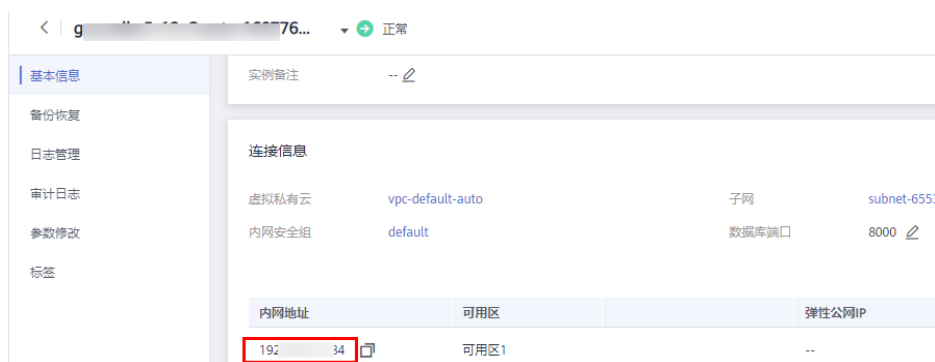 76... 正常
基本信息
实例备注 --
备份恢复
日志管理
连接信息
审计日志
虚拟私有云 vpc-default-auto 子网 subnet-655
参数修改
内网安全组 default 数据库端口 8000
标签
内网地址 可用区 弹性公网IP
192 34 可用区1 --